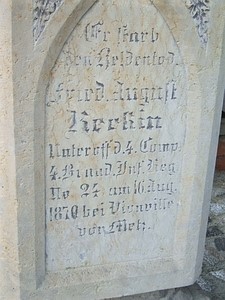 Er starb
den Heldentod.
Fried. August
Reckin
Unteroff. d. 4. Comp.
4. Brand. Inf. Reg.
No 24. am 16. Aug.
1870 bei Vionville
vor Metz.